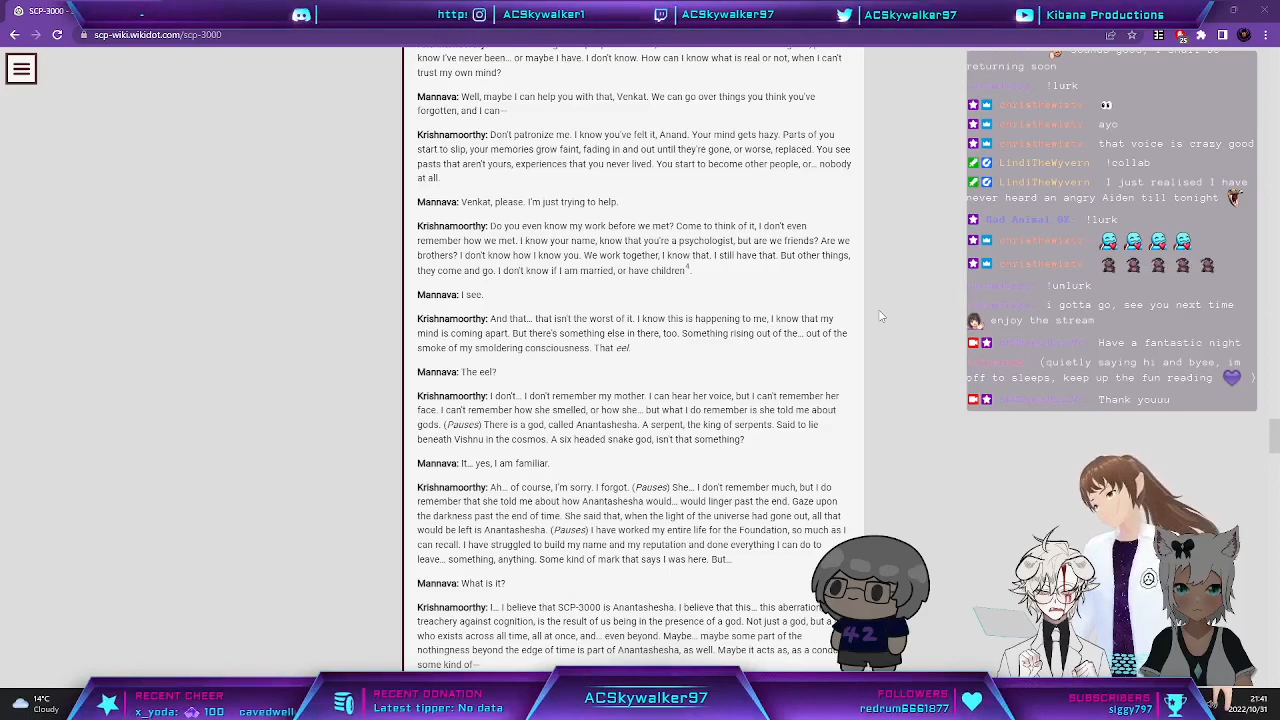 SCP-3000
http:
ACSkywalker1
ACSkywalker97
ACSkywalker97
Kibana Productions
scp-wiki.wikidot.com/scp-3000
25
know I've never been… or maybe I have. I don't know. How can I know what is real or not, when I can't
trust my own mind?
Mannava: Well, maybe I can help you with that, Venkat. We can go over things you think you've
forgotten, and I can—
Krishnamoorthy: Don't patronize me. I know you've felt it, Anand. Your mind gets hazy. Parts of you
start to slip, your memories grow faint, fading in and out until they're gone, or worse, replaced. You see
pasts that aren't yours, experiences that you never lived. You start to become other people, or… nobody
at all.
Mannava: Venkat, please. I'm just trying to help.
Krishnamoorthy: Do you even know my work before we met? Come to think of it, I don't even
remember how we met. I know your name, know that you're a psychologist, but are we friends? Are we
brothers? I don't know how I know you. We work together, I know that. I still have that. But other things,
they come and go. I don't know if I am married, or have children4.
Mannava: I see.
Krishnamoorthy: And that… that isn't the worst of it. I know this is happening to me, I know that my
mind is coming apart. But there's something else in there, too. Something rising out of the… out of the
smoke of my smoldering consciousness. That eel.
Mannava: The eel?
Krishnamoorthy: I don't… I don't remember my mother. I can hear her voice, but I can't remember her
face. I can't remember how she smelled, or how she… but what I do remember is she told me about
gods. (Pauses) There is a god, called Anantashesha. A serpent, the king of serpents. Said to lie
beneath Vishnu in the cosmos. A six headed snake god, isn't that something?
Mannava: It… yes, I am familiar.
Krishnamoorthy: Ah… of course, I'm sorry. I forgot. (Pauses) She… I don't remember much, but I do
remember that she told me about how Anantashesha would… would linger past the end. Gaze upon
the darkness past the end of time. She said that, when the light of the universe had gone out, all that
would be left is Anantashesha. (Pauses) I have worked my entire life for the Foundation, so much as I
can recall. I have struggled to build my name and my reputation and done everything I can do to
leave… something, anything. Some kind of mark that says I was here. But…
Mannava: What is it?
Krishnamoorthy: I… I believe that SCP-3000 is Anantashesha. I believe that this… this aberration,
treachery against cognition, is the result of us being in the presence of a god. Not just a god, but a
who exists across all time, all at once, and… even beyond. Maybe… maybe some part of the
nothingness beyond the edge of time is part of Anantashesha, as well. Maybe it acts as, as a cond
some kind of—
sounds good, I shall be
returning soon
!lurk
christhewiztv
christhewiztv ayo
christhewiztv that voice is crazy good
LindiTheWyvern !collab
LindiTheWyvern I just realised I have
never heard an angry Aiden till tonight
Rad_Animal_GX !lurk
christhewiztv
christhewiztv
!unlurk
i gotta go, see you next time
enjoy the stream
Have a fantastic night
(quietly saying hi and byee, im
off to sleeps, keep up the fun reading )
Thank youuu
42
14°C
Cloudy
RECENT CHEER
x_yoda: 100 cavedwell
RECENT DONATION
Latest tipper: No data
ACSkywalker97
FOLLOWERS
redrum6661877
SUBSCRIBERS
siggy797
21:41
2022/10/31